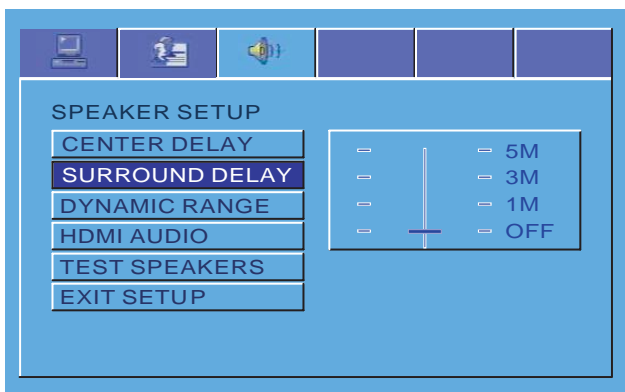 SPEAKER SETUP
CENTER DELAY
SURROUND DELAY
DYNAMIC RANGE
HDMI AUDIO
TEST SPEAKERS
EXIT SETUP
5M
3M
1M
OFF